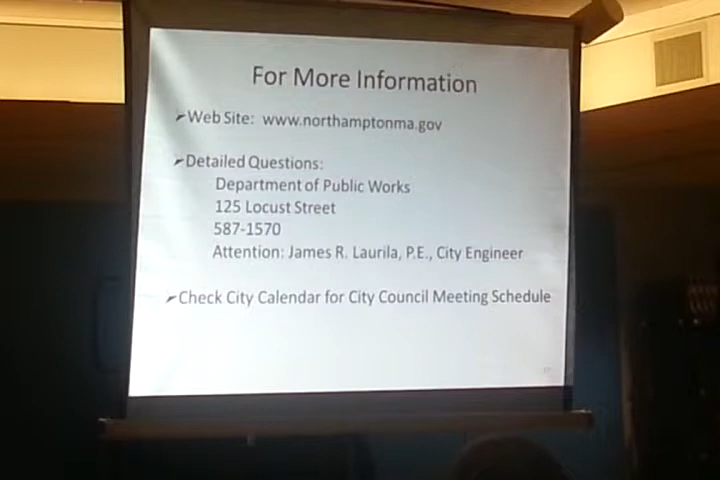 For More Information
➢Web Site: www.northamptonma.gov
➢Detailed Questions:
Department of Public Works
125 Locust Street
587-1570
Attention: James R. Laurila, P.E., City Engineer
➢Check City Calendar for City Council Meeting Schedule